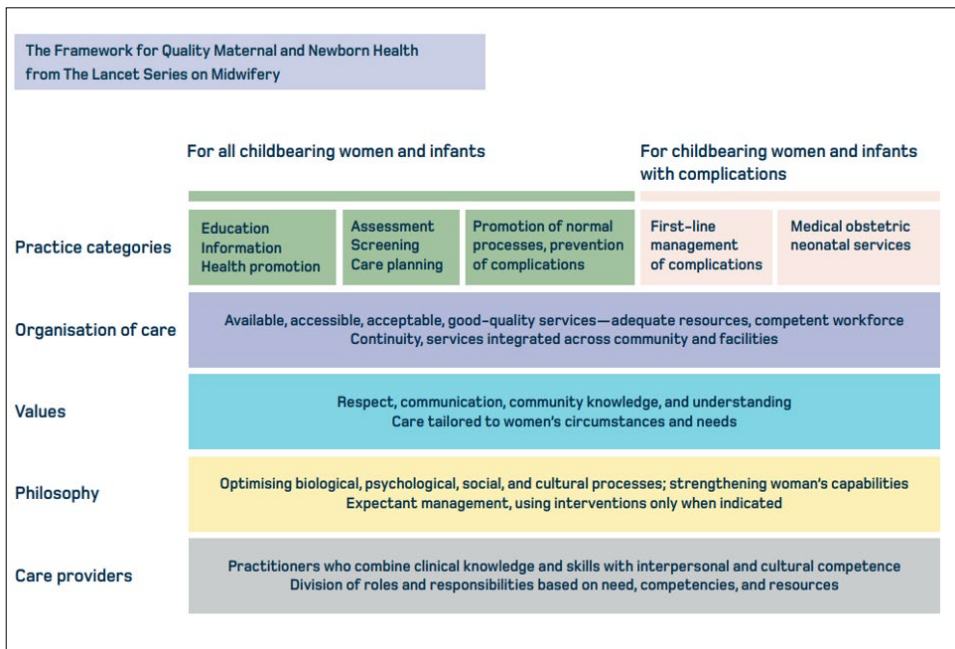 The Framework for Quality Maternal and Newborn Health
from The Lancet Series on Midwifery
For all childbearing women and infants
For childbearing women and infants
with complications
Practice categories
Education
Information
Health promotion
Assessment
Screening
Care planning
Promotion of normal
processes, prevention
of complications
First-line
management
of complications
Medical obstetric
neonatal services
Organisation of care
Available, accessible, acceptable, good-quality services—adequate resources, competent workforce
Continuity, services integrated across community and facilities
Values
Respect, communication, community knowledge, and understanding
Care tailored to women's circumstances and needs
Philosophy
Optimising biological, psychological, social, and cultural processes; strengthening woman's capabilities
Expectant management, using interventions only when indicated
Care providers
Practitioners who combine clinical knowledge and skills with interpersonal and cultural competence
Division of roles and responsibilities based on need, competencies, and resources